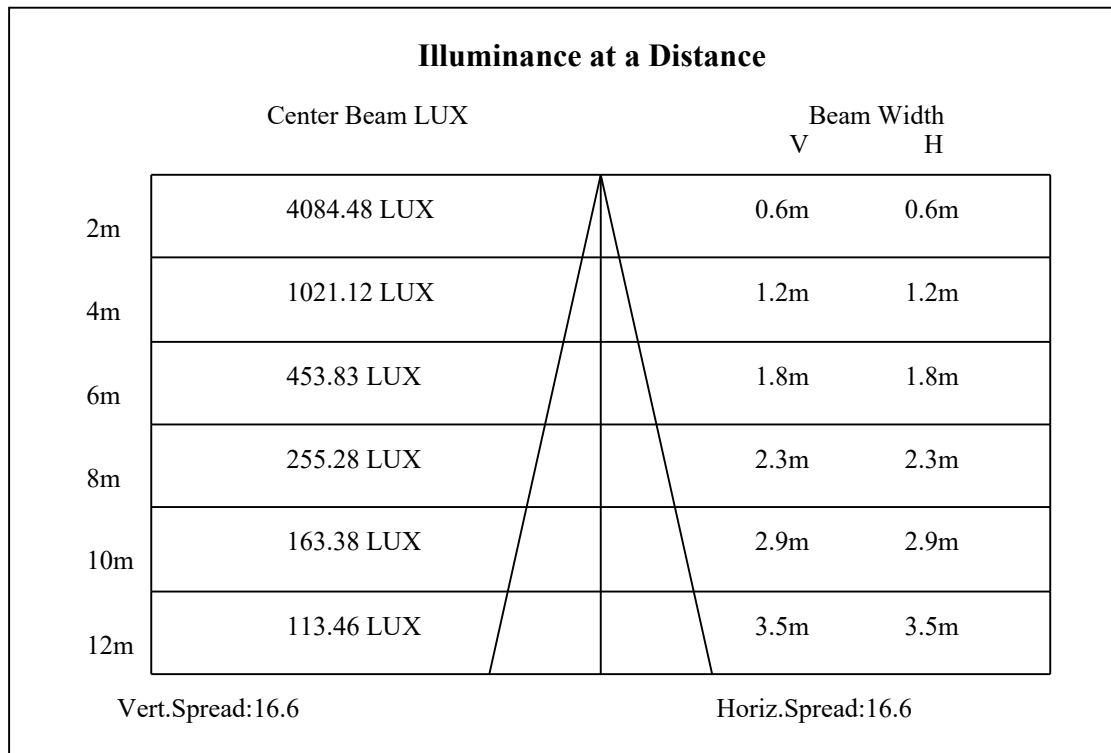 Illuminance at a Distance
Center Beam LUX Beam Width
V H
2m 4084.48 LUX 0.6m 0.6m
4m 1021.12 LUX 1.2m 1.2m
6m 453.83 LUX 1.8m 1.8m
8m 255.28 LUX 2.3m 2.3m
10m 163.38 LUX 2.9m 2.9m
12m 113.46 LUX 3.5m 3.5m
Vert.Spread:16.6 Horiz.Spread:16.6